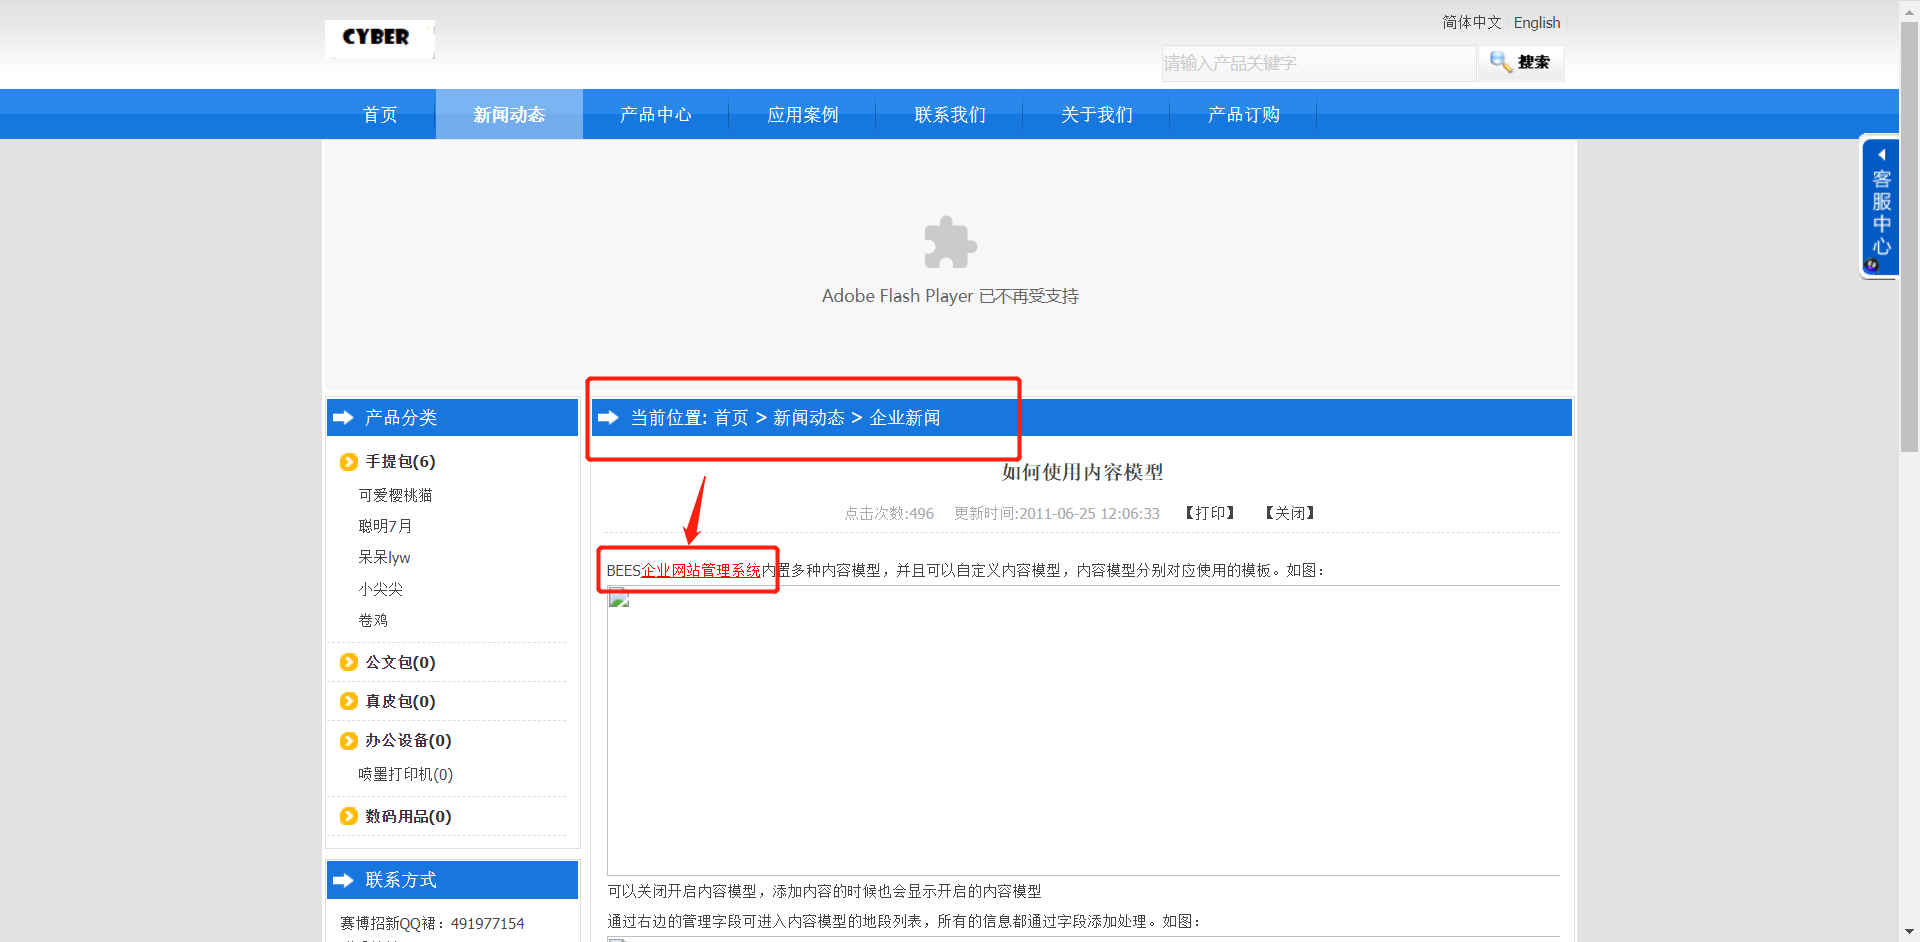 CYBER
简体中文 English
请输入产品关键字
搜索
首页 新闻动态 产品中心 应用案例 联系我们 关于我们 产品订购
客服中心
Adobe Flash Player 已不再受支持
产品分类
手提包(6)
可爱樱桃猫
聪明7月
呆呆lyw
小尖尖
卷鸡
公文包(0)
真皮包(0)
办公设备(0)
喷墨打印机(0)
数码用品(0)
联系方式
赛博招新QQ裙：491977154
当前位置: 首页 > 新闻动态 > 企业新闻
如何使用内容模型
点击次数:496 更新时间:2011-06-25 12:06:33 【打印】 【关闭】
BEES企业网站管理系统内置多种内容模型，并且可以自定义内容模型，内容模型分别对应使用的模板。如图：
可以关闭开启内容模型，添加内容的时候也会显示开启的内容模型
通过右边的管理字段可进入内容模型的地段列表，所有的信息都通过字段添加处理。如图：